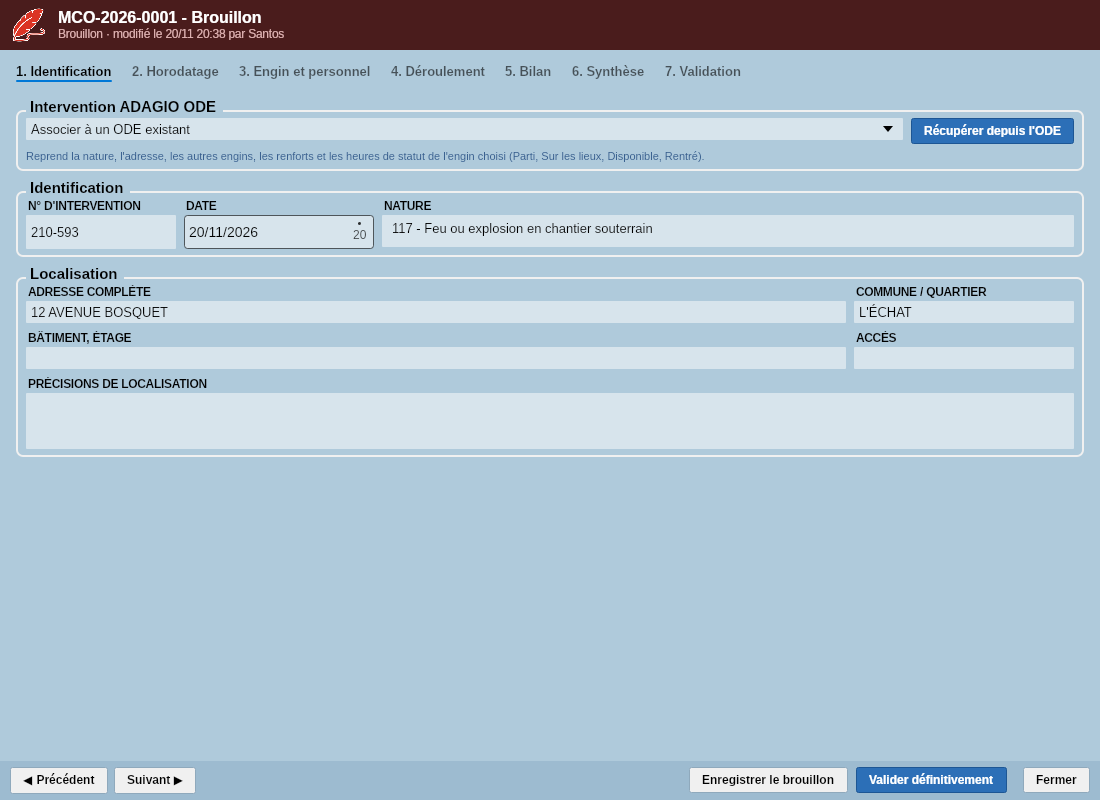 MCO-2026-0001 - Brouillon
Brouillon · modifié le 20/11 20:38 par Santos
1. Identification 2. Horodatage 3. Engin et personnel 4. Déroulement 5. Bilan 6. Synthèse 7. Validation
Intervention ADAGIO ODE
Associer à un ODE existant
Récupérer depuis l'ODE
Reprend la nature, l'adresse, les autres engins, les renforts et les heures de statut de l'engin choisi (Parti, Sur les lieux, Disponible, Rentré).
Identification
N° D'INTERVENTION DATE NATURE
210-593 20/11/2026 20 117 - Feu ou explosion en chantier souterrain
Localisation
ADRESSE COMPLÈTE COMMUNE / QUARTIER
12 AVENUE BOSQUET L'ÉCHAT
BÂTIMENT, ÉTAGE ACCÈS
PRÉCISIONS DE LOCALISATION
◀ Précédent Suivant ▶ Enregistrer le brouillon Valider définitivement Fermer